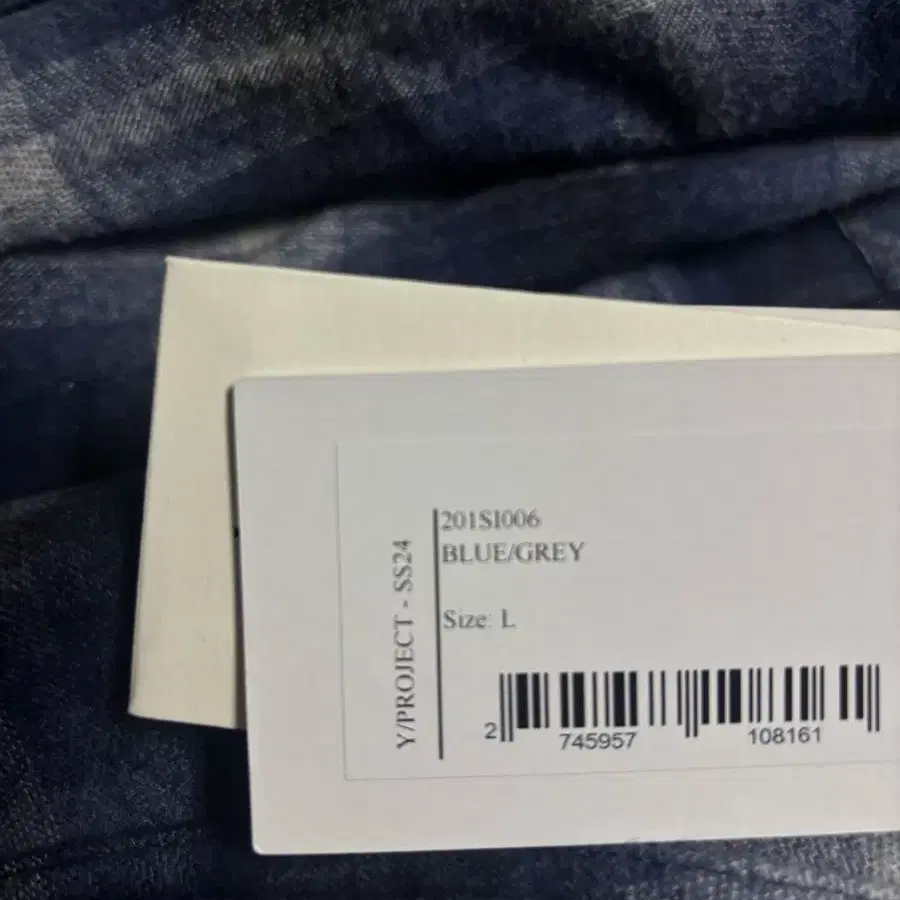 Y/PROJECT - SS24
201SI006
BLUE/GREY
Size: L
2 745957 108161